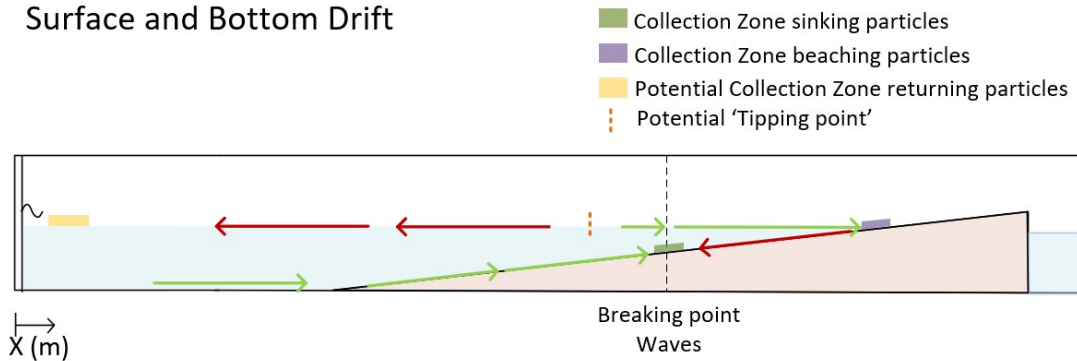 Surface and Bottom Drift
Collection Zone sinking particles
Collection Zone beaching particles
Potential Collection Zone returning particles
Potential ‘Tipping point’
Breaking point
Waves
X (m)